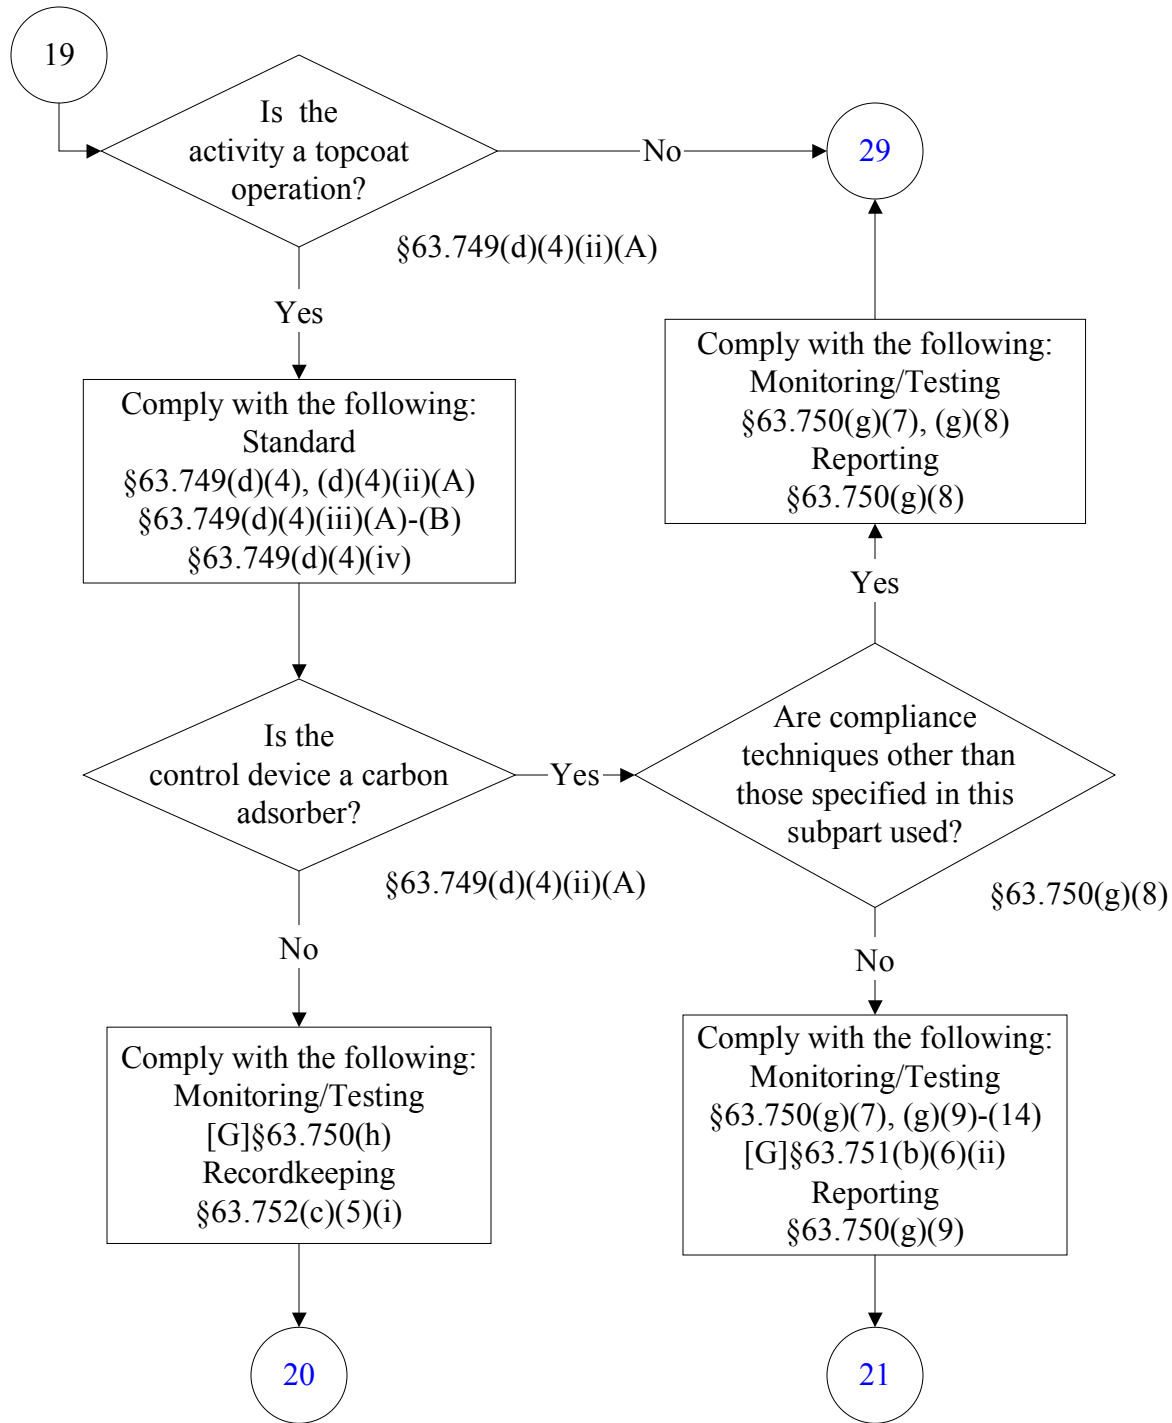 19
Is the
activity a topcoat
operation?
No
29
§63.749(d)(4)(ii)(A)
Yes
Comply with the following:
Standard
§63.749(d)(4), (d)(4)(ii)(A)
§63.749(d)(4)(iii)(A)-(B)
§63.749(d)(4)(iv)
Comply with the following:
Monitoring/Testing
§63.750(g)(7), (g)(8)
Reporting
§63.750(g)(8)
Yes
Is the
control device a carbon
adsorber?
Yes
Are compliance
techniques other than
those specified in this
subpart used?
§63.749(d)(4)(ii)(A)
§63.750(g)(8)
No
No
Comply with the following:
Monitoring/Testing
[G]§63.750(h)
Recordkeeping
§63.752(c)(5)(i)
Comply with the following:
Monitoring/Testing
§63.750(g)(7), (g)(9)-(14)
[G]§63.751(b)(6)(ii)
Reporting
§63.750(g)(9)
20
21